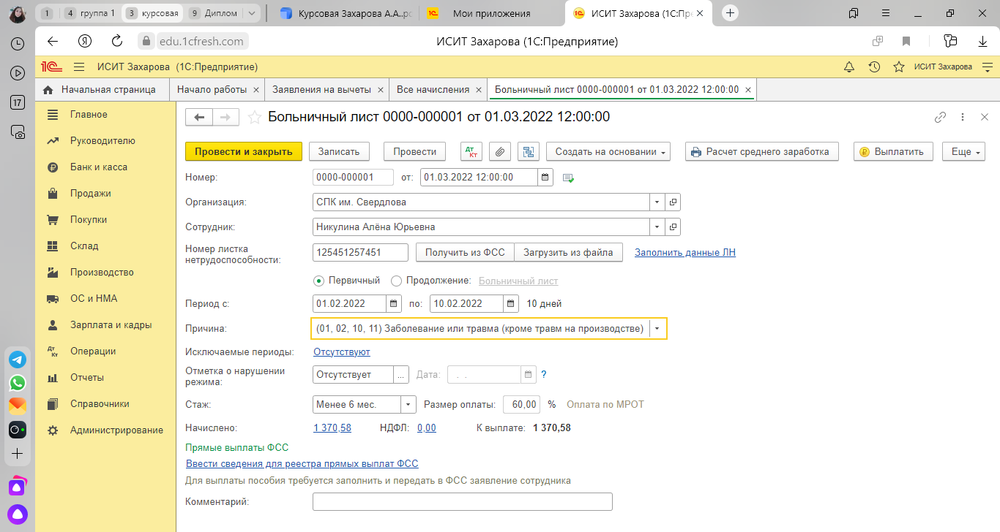 1 4 группа 1 3 курсовая 9 Диплом Курсовая Захарова А.А..рс Мои приложения ИСИТ Захарова (1С:Пре
edu.1cfresh.com ИСИТ Захарова (1С:Предприятие)
ИСИТ Захарова (1С:Предприятие) ИСИТ Захарова
Начальная страница Начало работы Заявления на вычеты Все начисления Больничный лист 0000-000001 от 01.03.2022 12:00:00
17
Главное
Руководителю
Банк и касса
Продажи
Покупки
Склад
Производство
ОС и НМА
Зарплата и кадры
Операции
Отчеты
Справочники
Администрирование
Больничный лист 0000-000001 от 01.03.2022 12:00:00
Провести и закрыть Записать Провести Дт Кт Создать на основании Расчет среднего заработка Выплатить Еще
Номер: 0000-000001 от: 01.03.2022 12:00:00
Организация: СПК им. Свердлова
Сотрудник: Никулина Алёна Юрьевна
Номер листка
нетрудоспособности: 125451257451 Получить из ФСС Загрузить из файла Заполнить данные ЛН
Первичный Продолжение: Больничный лист
Период с: 01.02.2022 по: 10.02.2022 10 дней
Причина: (01, 02, 10, 11) Заболевание или травма (кроме травм на производстве)
Исключаемые периоды: Отсутствуют
Отметка о нарушении
режима: Отсутствует ... Дата: . . ?
Стаж: Менее 6 мес. Размер оплаты: 60,00 % Оплата по МРОТ
Начислено: 1 370,58 НДФЛ: 0,00 К выплате: 1 370,58
Прямые выплаты ФСС
Ввести сведения для реестра прямых выплат ФСС
Для выплаты пособия требуется заполнить и передать в ФСС заявление сотрудника
Комментарий: